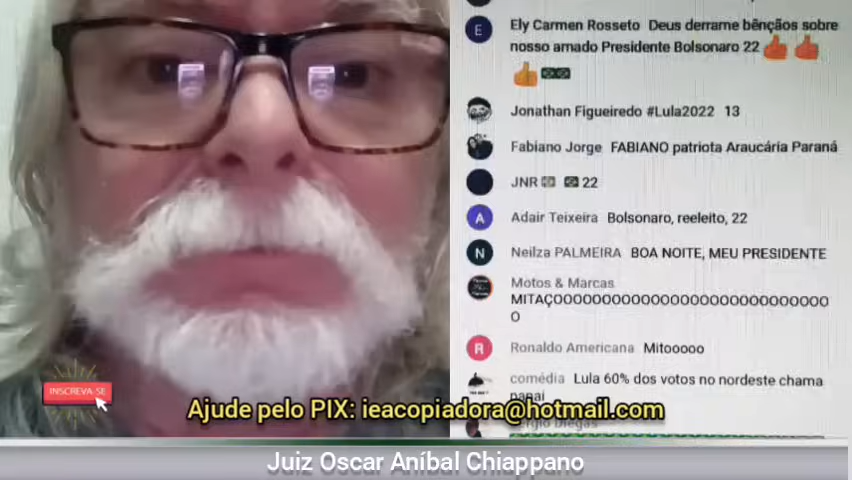 Ely Carmen Rosseto Deus derrame bênçãos sobre
nosso amado Presidente Bolsonaro 22
E
Jonathan Figueiredo #Lula2022 13
Fabiano Jorge FABIANO patriota Araucária Paraná
JNR 22
A Adair Teixeira Bolsonaro, reeleito, 22
N Neilza PALMEIRA BOA NOITE, MEU PRESIDENTE
Motos & Marcas
MITAÇOOOOOOOOOOOOOOOOOOOOOOOOOOOO
O
R Ronaldo Americana Mitooooo
comédia Lula 60% dos votos no nordeste chama
papai
INSCREVA-SE
Ajude pelo PIX: ieacopiadora@hotmail.com
Juiz Oscar Aníbal Chiappano